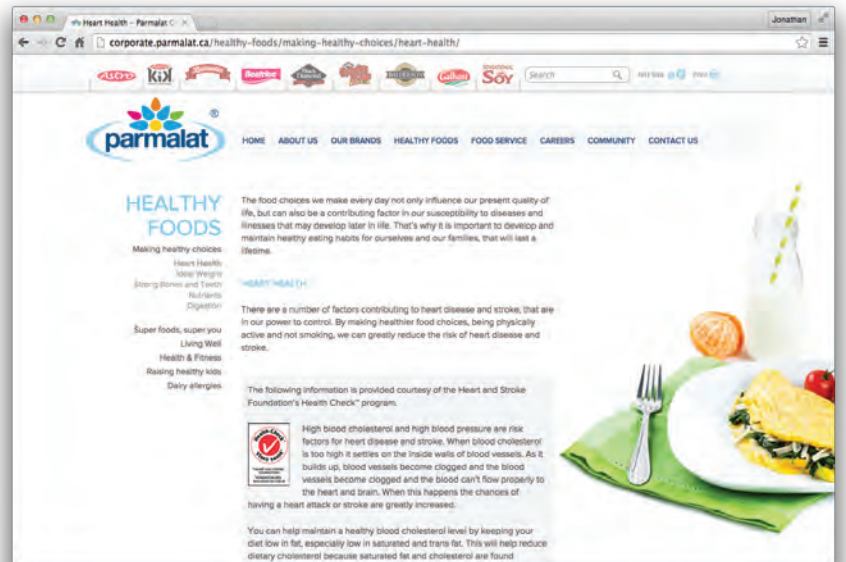 Heart Health – Parmalat C
Jonathan
corporate.parmalat.ca/healthy-foods/making-healthy-choices/heart-health/
Astro
KIK
Beatrice
Black Diamond
BALDERSON
Galbani
SOY
Search
parmalat®
HOME ABOUT US OUR BRANDS HEALTHY FOODS FOOD SERVICE CAREERS COMMUNITY CONTACT US
HEALTHY
FOODS
Making healthy choices
Heart Health
Ideal Weight
Strong Bones and Teeth
Nutrients
Digestion
Super foods, super you
Living Well
Health & Fitness
Raising healthy kids
Dairy allergies
The food choices we make every day not only influence our present quality of
life, but can also be a contributing factor in our susceptibility to diseases and
illnesses that may develop later in life. That's why it is important to develop and
maintain healthy eating habits for ourselves and our families, that will last a
lifetime.
HEART HEALTH
There are a number of factors contributing to heart disease and stroke, that are
in our power to control. By making healthier food choices, being physically
active and not smoking, we can greatly reduce the risk of heart disease and
stroke.
The following information is provided courtesy of the Heart and Stroke
Foundation's Health Check™ program.
Health Check
High blood cholesterol and high blood pressure are risk
factors for heart disease and stroke. When blood cholesterol
is too high it settles on the inside walls of blood vessels. As it
builds up, blood vessels become clogged and the blood
vessels become clogged and the blood can't flow properly to
the heart and brain. When this happens the chances of
having a heart attack or stroke are greatly increased.
You can help maintain a healthy blood cholesterol level by keeping your
diet low in fat, especially low in saturated and trans fat. This will help reduce
dietary cholesterol because saturated fat and cholesterol are found